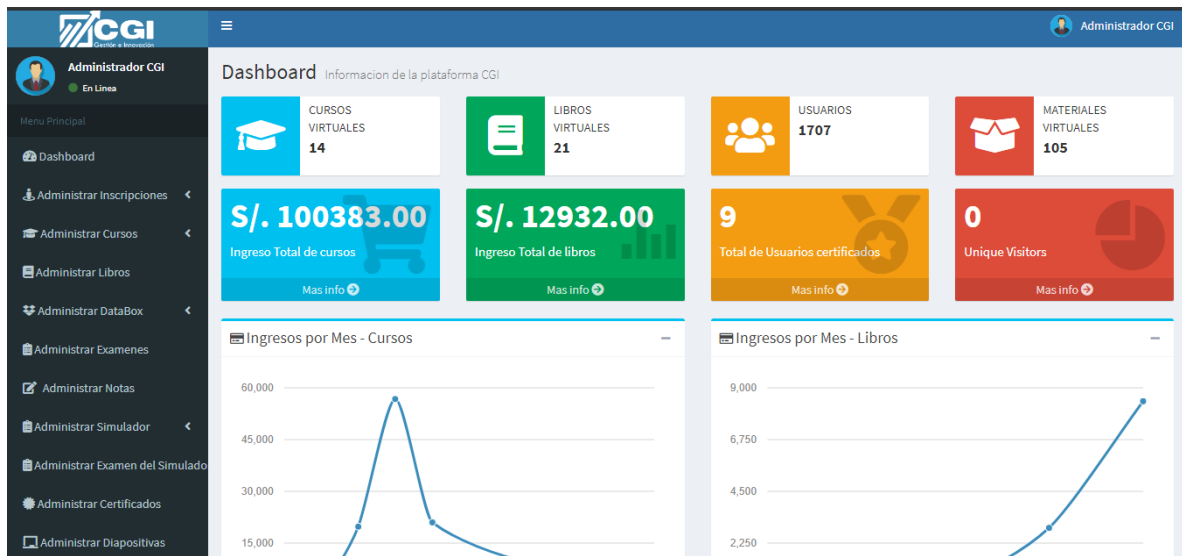 CGI
Gestión e Innovación
Administrador CGI
Administrador CGI
En Linea
Menu Principal
Dashboard
Administrar Inscripciones
Administrar Cursos
Administrar Libros
Administrar DataBox
Administrar Examenes
Administrar Notas
Administrar Simulador
Administrar Examen del Simulado
Administrar Certificados
Administrar Diapositivas
Dashboard Informacion de la plataforma CGI
CURSOS
VIRTUALES
14
LIBROS
VIRTUALES
21
USUARIOS
1707
MATERIALES
VIRTUALES
105
S/. 100383.00
Ingreso Total de cursos
Mas info
S/. 12932.00
Ingreso Total de libros
Mas info
9
Total de Usuarios certificados
Mas info
0
Unique Visitors
Mas info
Ingresos por Mes - Cursos
60,000
45,000
30,000
15,000
Ingresos por Mes - Libros
9,000
6,750
4,500
2,250